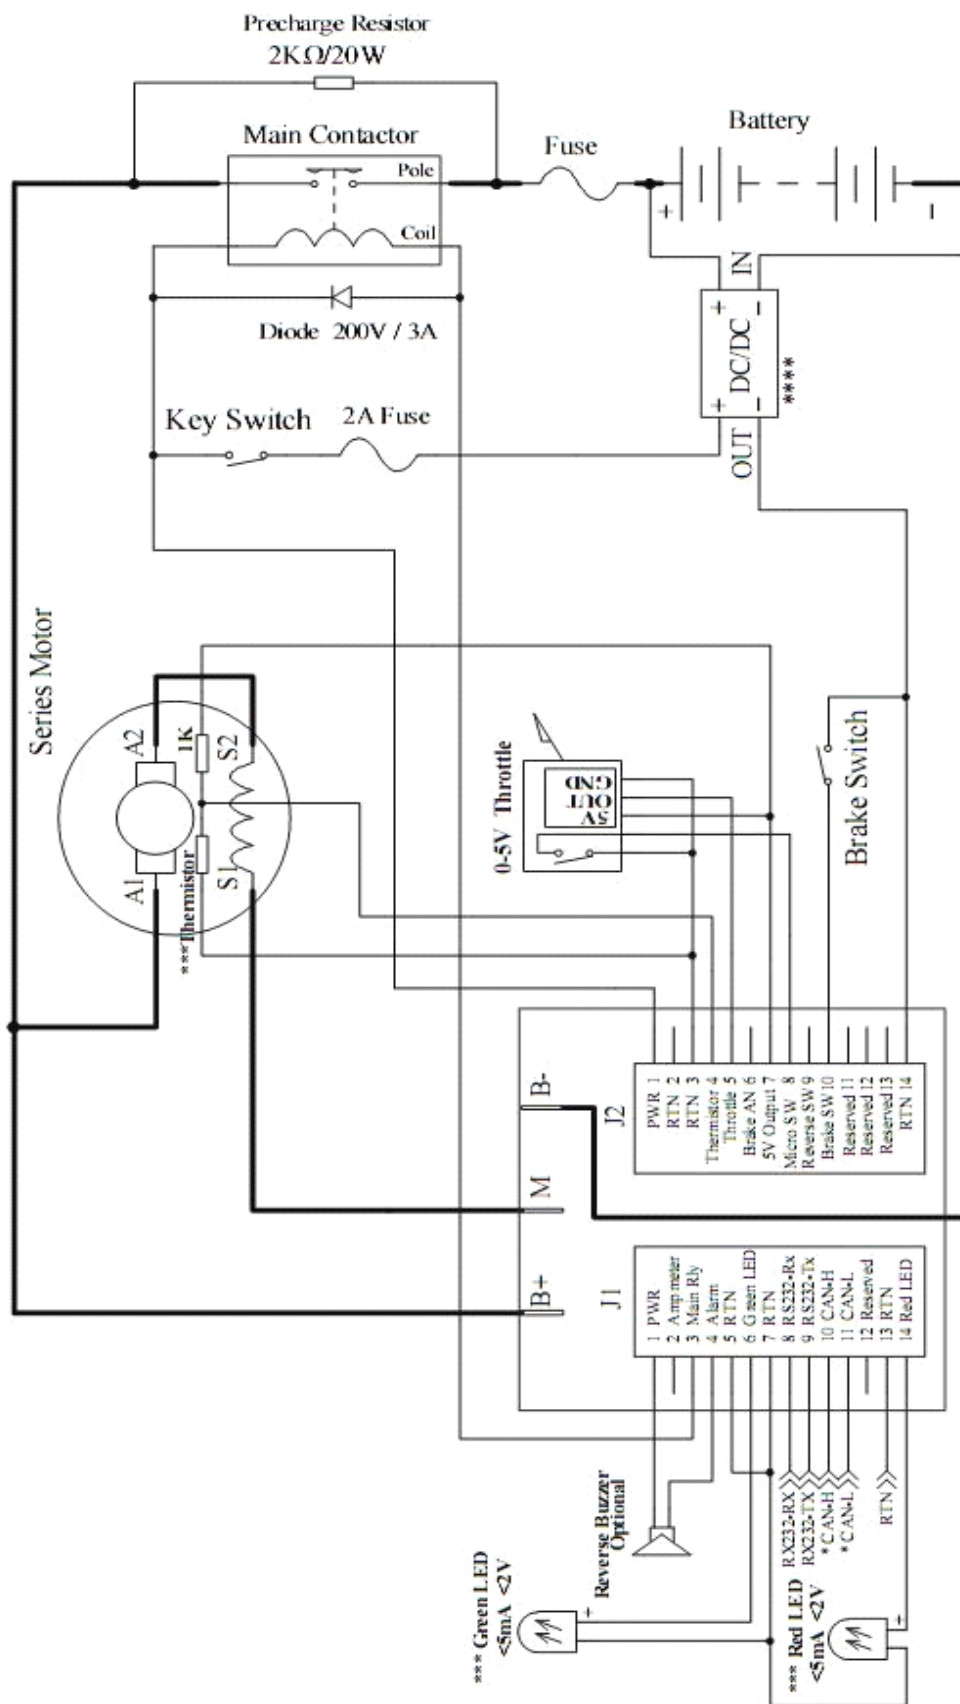 Precharge Resistor
2KΩ/20W
Main Contactor
Pole
Coil
Fuse
Battery
+
−
Diode 200V / 3A
IN
+ −
DC/DC
****
+ −
OUT
Key Switch
2A Fuse
Series Motor
A2
1K
S2
A1
***Thermistor
S1
0-5V Throttle
GND
OUT
5V
Brake Switch
B-
M
B+
J2
PWR 1
RTN 2
RTN 3
Thermistor 4
Throttle 5
Brake AN 6
5V Output 7
Micro SW 8
Reverse SW 9
Brake SW 10
Reserved 11
Reserved 12
Reserved 13
RTN 14
J1
1 PWR
2 Ampmeter
3 Main Rly
4 Alarm
5 RTN
6 Green LED
7 RTN
8 RS232-Rx
9 RS232-Tx
10 CAN-H
11 CAN-L
12 Reserved
13 RTN
14 Red LED
Reverse Buzzer
Optional
RX232-RX
RX232-TX
*CAN-H
*CAN-L
RTN
*** Green LED
<5mA <2V
+
*** Red LED
<5mA <2V
+